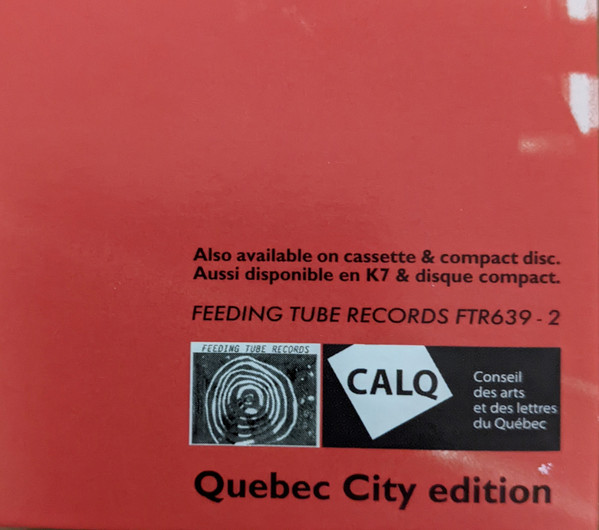 Also available on cassette & compact disc.
Aussi disponible en K7 & disque compact.
FEEDING TUBE RECORDS FTR639 - 2
FEEDING TUBE RECORDS
CALQ
Conseil
des arts
et des lettres
du Québec
Quebec City edition